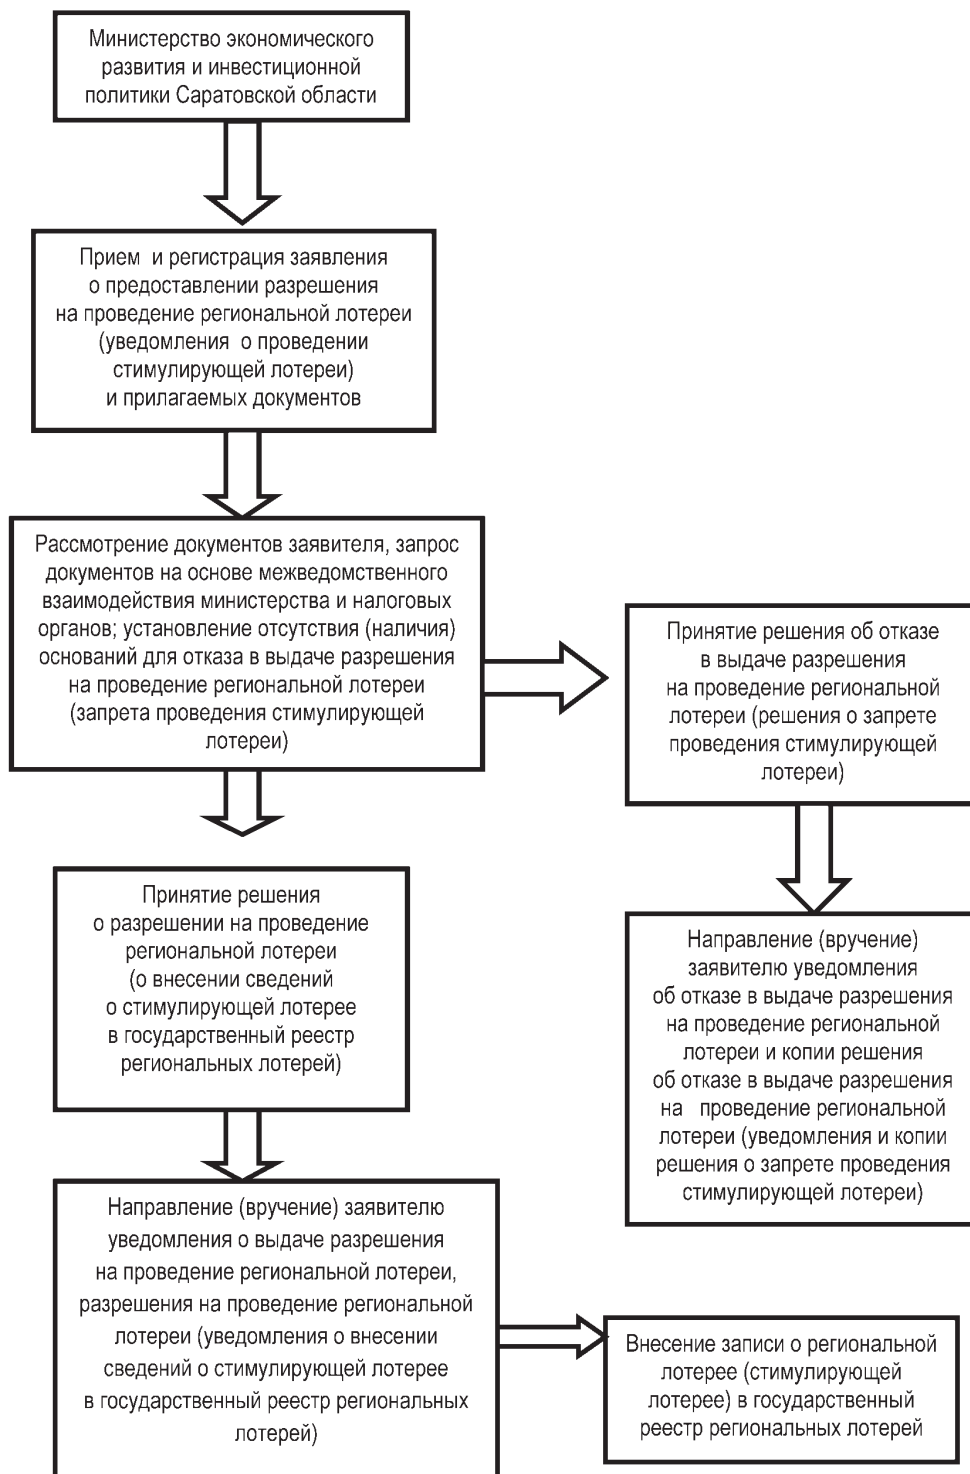 Министерство экономического
развития и инвестиционной
политики Саратовской области
Прием и регистрация заявления
о предоставлении разрешения
на проведение региональной лотереи
(уведомления о проведении
стимулирующей лотереи)
и прилагаемых документов
Рассмотрение документов заявителя, запрос
документов на основе межведомственного
взаимодействия министерства и налоговых
органов; установление отсутствия (наличия)
оснований для отказа в выдаче разрешения
на проведение региональной лотереи
(запрета проведения стимулирующей
лотереи)
Принятие решения об отказе
в выдаче разрешения
на проведение региональной
лотереи (решения о запрете
проведения стимулирующей
лотереи)
Принятие решения
о разрешении на проведение
региональной лотереи
(о внесении сведений
о стимулирующей лотерее
в государственный реестр
региональных лотерей)
Направление (вручение)
заявителю уведомления
об отказе в выдаче разрешения
на проведение региональной
лотереи и копии решения
об отказе в выдаче разрешения
на проведение региональной
лотереи (уведомления и копии
решения о запрете проведения
стимулирующей лотереи)
Направление (вручение) заявителю
уведомления о выдаче разрешения
на проведение региональной лотереи,
разрешения на проведение региональной
лотереи (уведомления о внесении
сведений о стимулирующей лотерее
в государственный реестр региональных
лотерей)
Внесение записи о региональной
лотерее (стимулирующей
лотерее) в государственный
реестр региональных лотерей